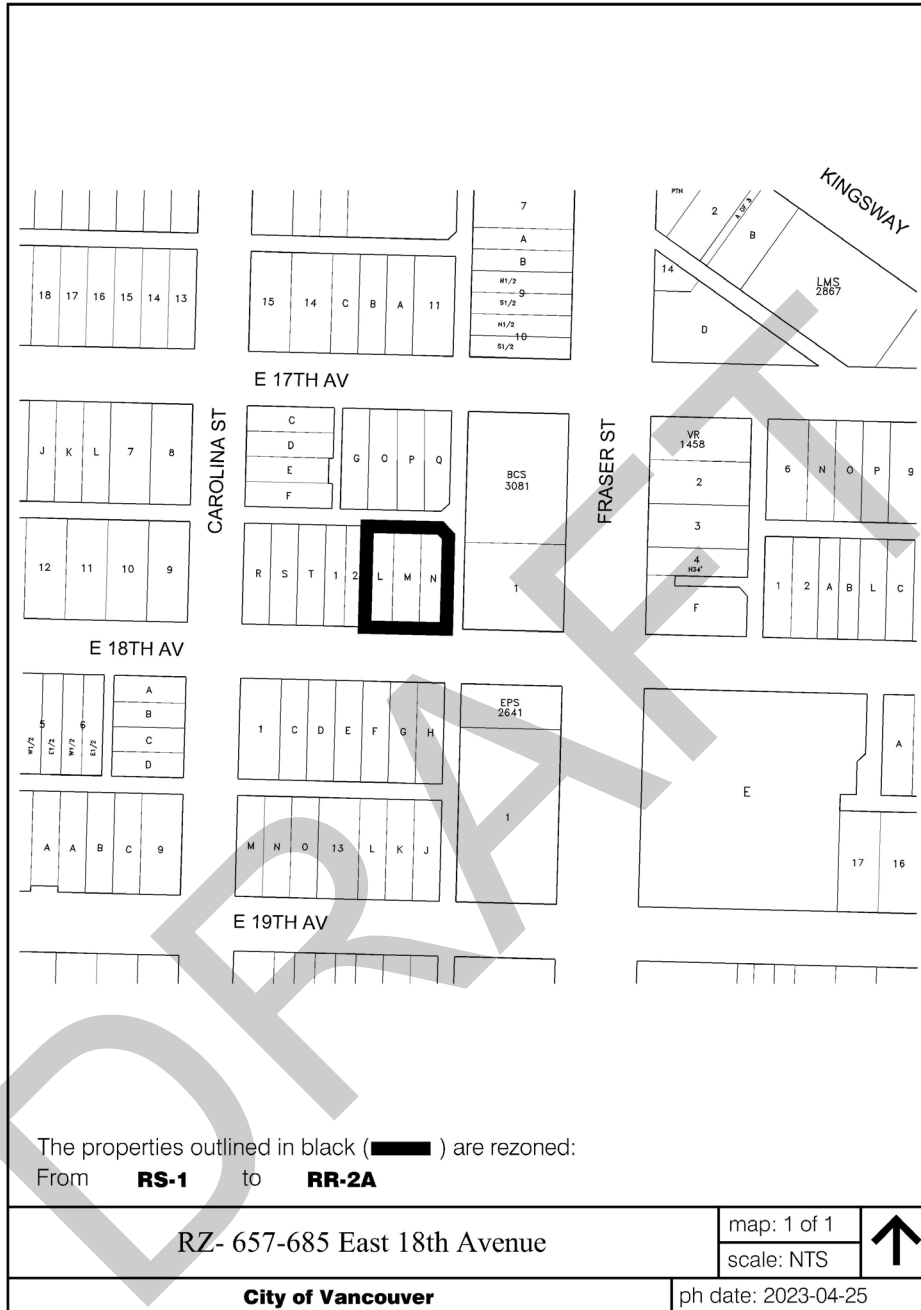 KINGSWAY
PTN
2
A OF 3
B
LMS
2867
14
D
7
A
B
N1/2
9
S1/2
N1/2
10
S1/2
18 17 16 15 14 13
15 14 C B A 11
E 17TH AV
CAROLINA ST
FRASER ST
J K L 7 8
C
D
E
F
G O P Q
BCS
3081
1
VR
1458
2
3
4
N34'
F
6 N O P 9
12 11 10 9
R S T 1 2 L M N
1 2 A B L C
E 18TH AV
5 6
W1/2 E1/2 W1/2 E1/2
A
B
C
D
1 C D E F G H
EPS
2641
1
E
A
A A B C 9
M N O 13 L K J
17 16
E 19TH AV
DRAFT
The properties outlined in black ( ) are rezoned:
From RS-1 to RR-2A
RZ- 657-685 East 18th Avenue
map: 1 of 1
scale: NTS
City of Vancouver
ph date: 2023-04-25